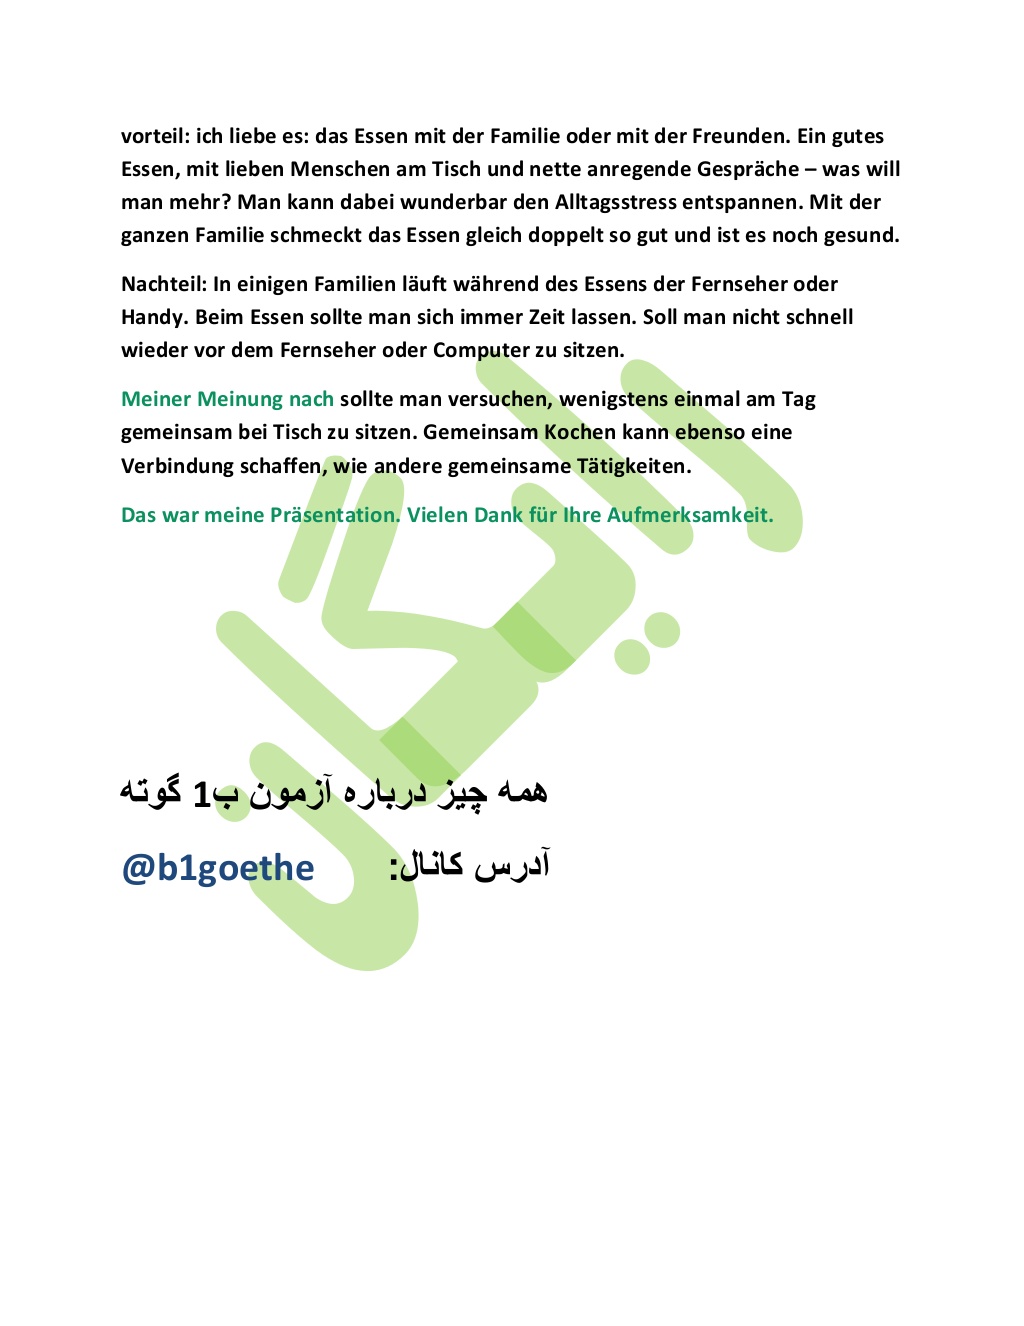 vorteil: ich liebe es: das Essen mit der Familie oder mit der Freunden. Ein gutes
Essen, mit lieben Menschen am Tisch und nette anregende Gespräche – was will
man mehr? Man kann dabei wunderbar den Alltagsstress entspannen. Mit der
ganzen Familie schmeckt das Essen gleich doppelt so gut und ist es noch gesund.
Nachteil: In einigen Familien läuft während des Essens der Fernseher oder
Handy. Beim Essen sollte man sich immer Zeit lassen. Soll man nicht schnell
wieder vor dem Fernseher oder Computer zu sitzen.
Meiner Meinung nach sollte man versuchen, wenigstens einmal am Tag
gemeinsam bei Tisch zu sitzen. Gemeinsam Kochen kann ebenso eine
Verbindung schaffen, wie andere gemeinsame Tätigkeiten.
Das war meine Präsentation. Vielen Dank für Ihre Aufmerksamkeit.
رایگان
همه چیز درباره آزمون ب1 گوته
آدرس کانال: @b1goethe